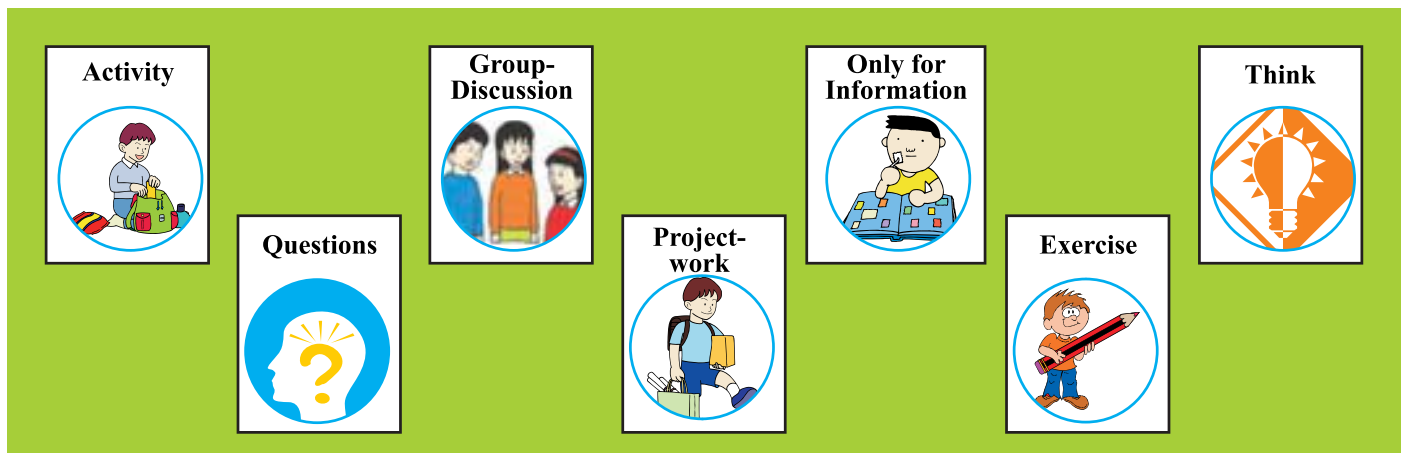 Activity
Questions
Group-
Discussion
Project-
work
Only for
Information
Exercise
Think